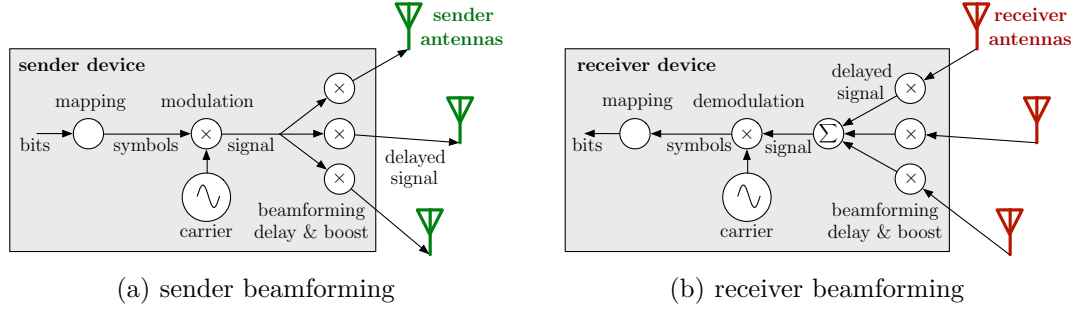 sender
antennas
sender device
mapping
modulation
×
×
×
×
bits
symbols
signal
delayed
signal
beamforming
delay & boost
carrier
(a) sender beamforming
receiver
antennas
receiver device
delayed
signal
mapping
demodulation
×
×
×
×
∑
bits
symbols
signal
beamforming
delay & boost
carrier
(b) receiver beamforming